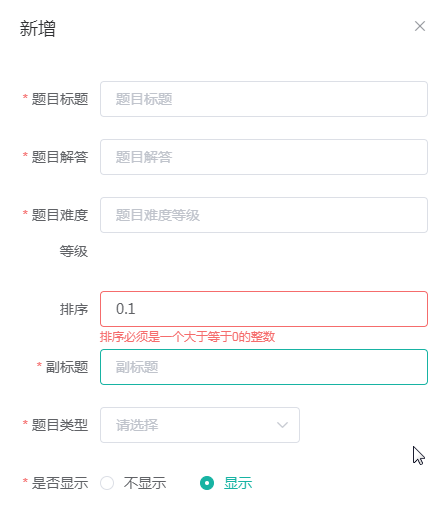 新增
* 题目标题 题目标题
* 题目解答 题目解答
* 题目难度 题目难度等级
等级
排序 0.1
排序必须是一个大于等于0的整数
* 副标题 副标题
* 题目类型 请选择
* 是否显示 不显示 显示